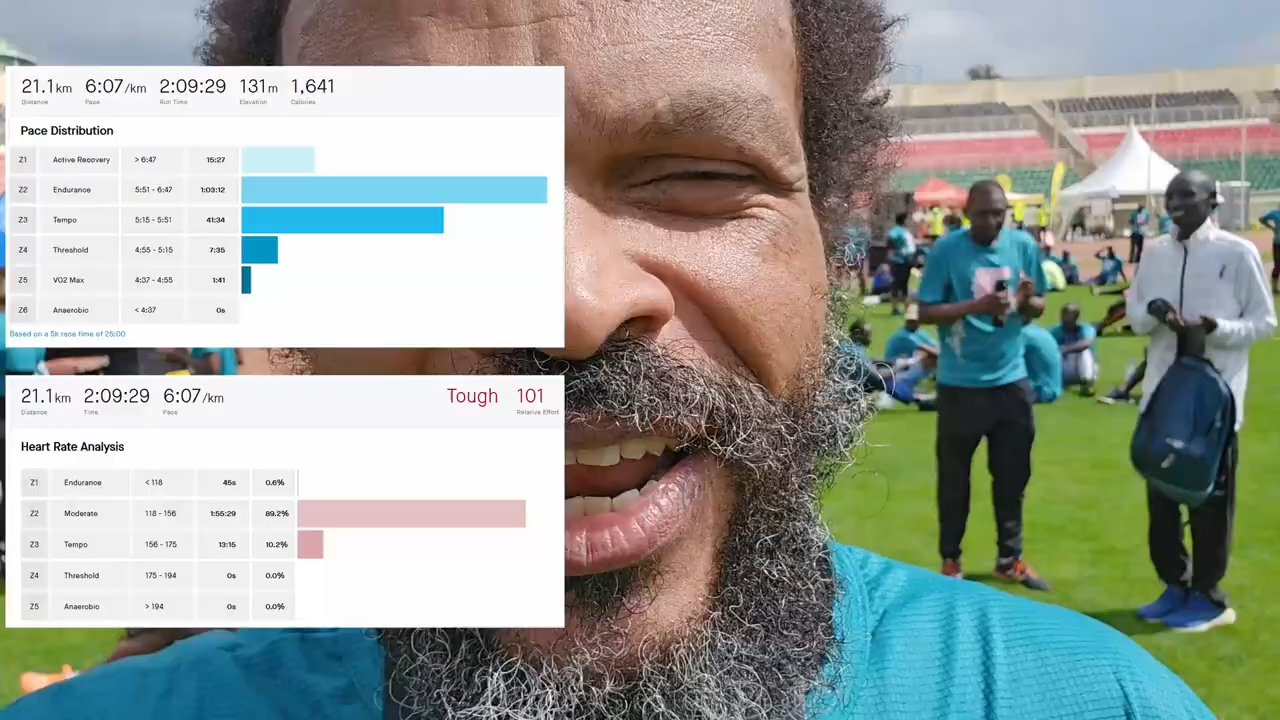 21.1km 6:07/km 2:09:29 131m 1,641
Distance Pace Run Time Elevation Calories
Pace Distribution
Z1 Active Recovery > 6:47 15:27
Z2 Endurance 5:51 - 6:47 1:03:12
Z3 Tempo 5:15 - 5:51 41:34
Z4 Threshold 4:55 - 5:15 7:35
Z5 VO2 Max 4:37 - 4:55 1:41
Z6 Anaerobic < 4:37 0s
Based on a 5k race time of 25:00
21.1km 2:09:29 6:07/km Tough 101
Distance Time Pace Relative Effort
Heart Rate Analysis
Z1 Endurance < 118 45s 0.6%
Z2 Moderate 118 - 156 1:55:29 89.2%
Z3 Tempo 156 - 175 13:15 10.2%
Z4 Threshold 175 - 194 0s 0.0%
Z5 Anaerobic > 194 0s 0.0%